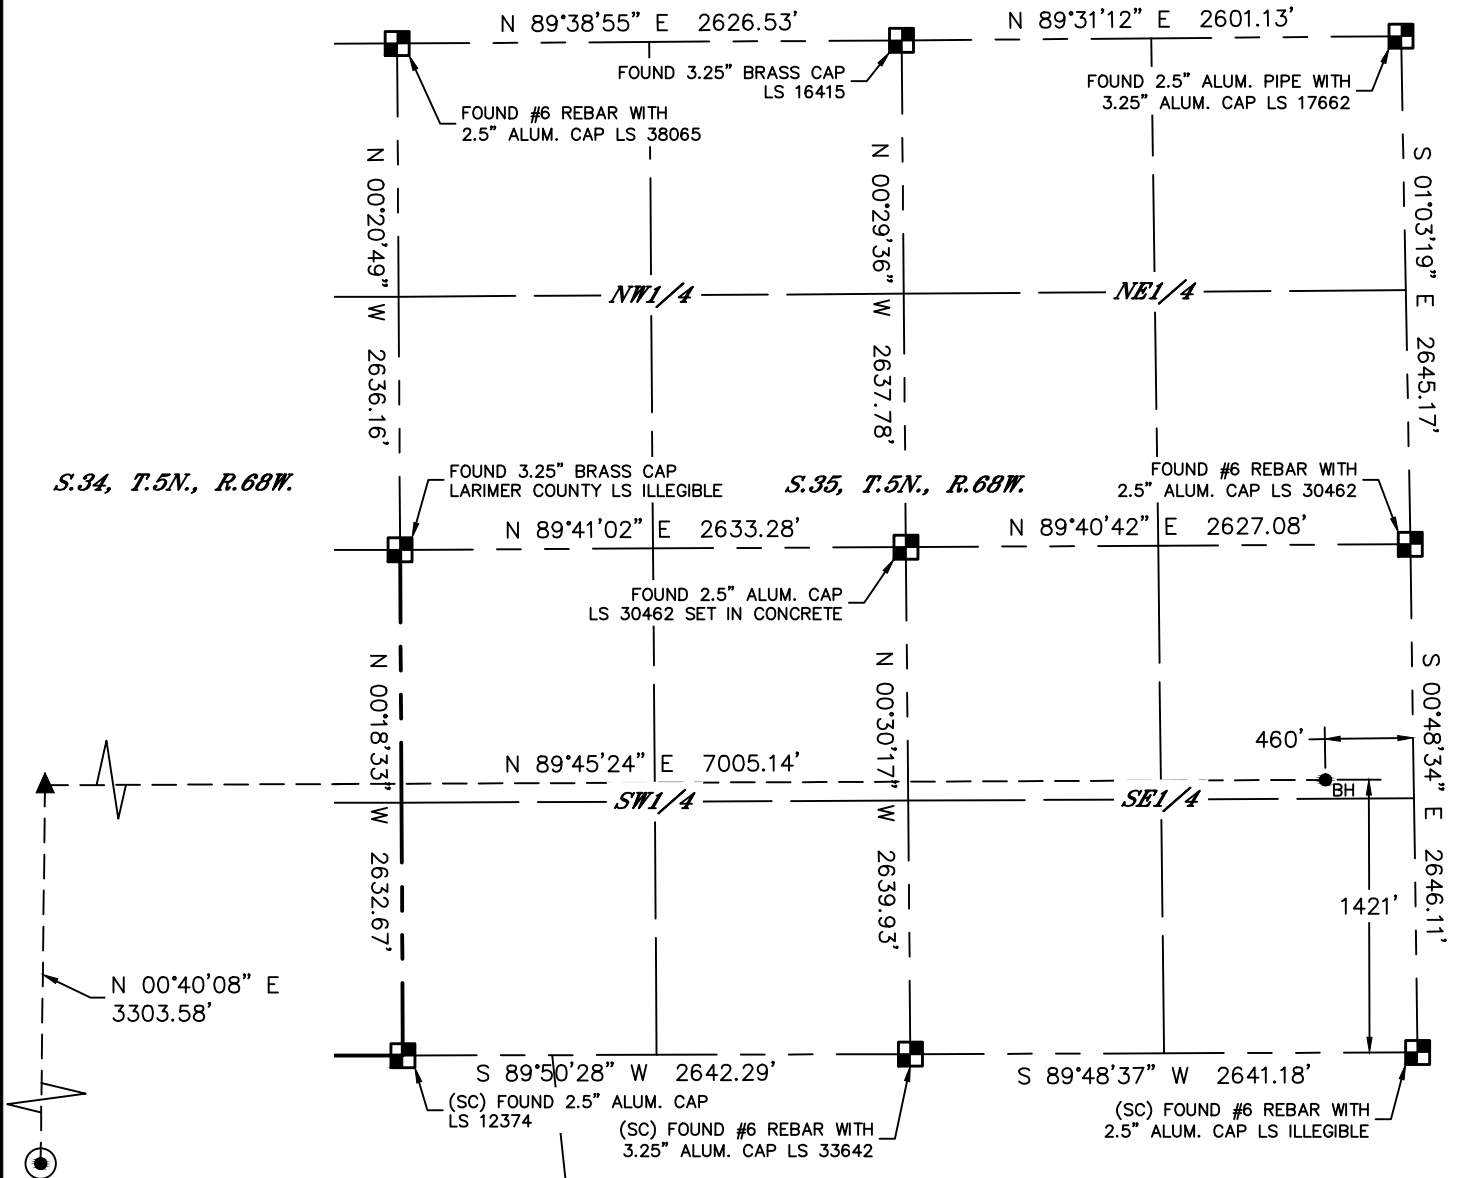 N 89°38'55" E 2626.53'
N 89°31'12" E 2601.13'
FOUND 3.25" BRASS CAP
LS 16415
FOUND 2.5" ALUM. PIPE WITH
3.25" ALUM. CAP LS 17662
FOUND #6 REBAR WITH
2.5" ALUM. CAP LS 38065
N 00°20'49" W 2636.16'
N 00°29'36" W 2637.78'
S 01°03'19" E 2645.17'
NW1/4
NE1/4
S.34, T.5N., R.68W.
FOUND 3.25" BRASS CAP
LARIMER COUNTY LS ILLEGIBLE
S.35, T.5N., R.68W.
FOUND #6 REBAR WITH
2.5" ALUM. CAP LS 30462
N 89°41'02" E 2633.28'
N 89°40'42" E 2627.08'
FOUND 2.5" ALUM. CAP
LS 30462 SET IN CONCRETE
N 00°18'33" W 2632.67'
N 00°30'17" W 2639.93'
S 00°48'34" E 2646.11'
460'
N 89°45'24" E 7005.14'
BH
SW1/4
SE1/4
1421'
N 00°40'08" E
3303.58'
S 89°50'28" W 2642.29'
S 89°48'37" W 2641.18'
(SC) FOUND 2.5" ALUM. CAP
LS 12374
(SC) FOUND #6 REBAR WITH
3.25" ALUM. CAP LS 33642
(SC) FOUND #6 REBAR WITH
2.5" ALUM. CAP LS ILLEGIBLE